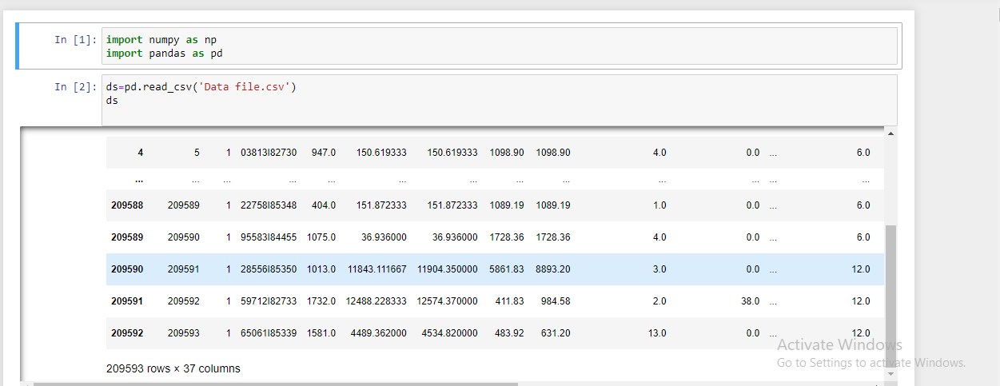 In [1]: import numpy as np
import pandas as pd
In [2]: ds=pd.read_csv('Data file.csv')
ds
4 5 1 03813I82730 947.0 150.619333 150.619333 1098.90 1098.90 4.0 0.0 ... 6.0
... ... ... ... ... ... ... ... ... ... ... ... ...
209588 209589 1 22758I85348 404.0 151.872333 151.872333 1089.19 1089.19 1.0 0.0 ... 6.0
209589 209590 1 95583I84455 1075.0 36.936000 36.936000 1728.36 1728.36 4.0 0.0 ... 6.0
209590 209591 1 28556I85350 1013.0 11843.111667 11904.350000 5861.83 8893.20 3.0 0.0 ... 12.0
209591 209592 1 59712I82733 1732.0 12488.228333 12574.370000 411.83 984.58 2.0 38.0 ... 12.0
209592 209593 1 65061I85339 1581.0 4489.362000 4534.820000 483.92 631.20 13.0 0.0 ... 12.0
209593 rows × 37 columns
Activate Windows
Go to Settings to activate Windows.